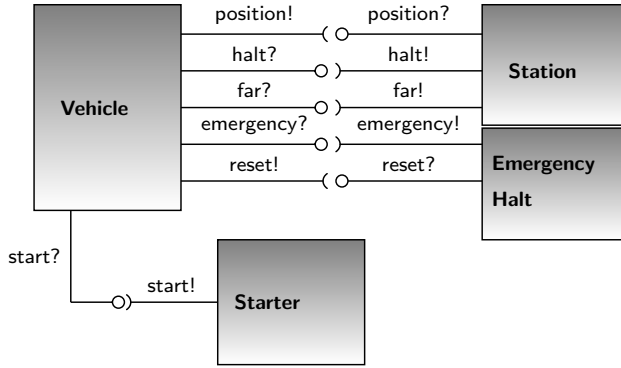 position! position?
halt? halt!
Station
far? far!
Vehicle
emergency? emergency!
reset! reset?
Emergency
Halt
start?
start!
Starter